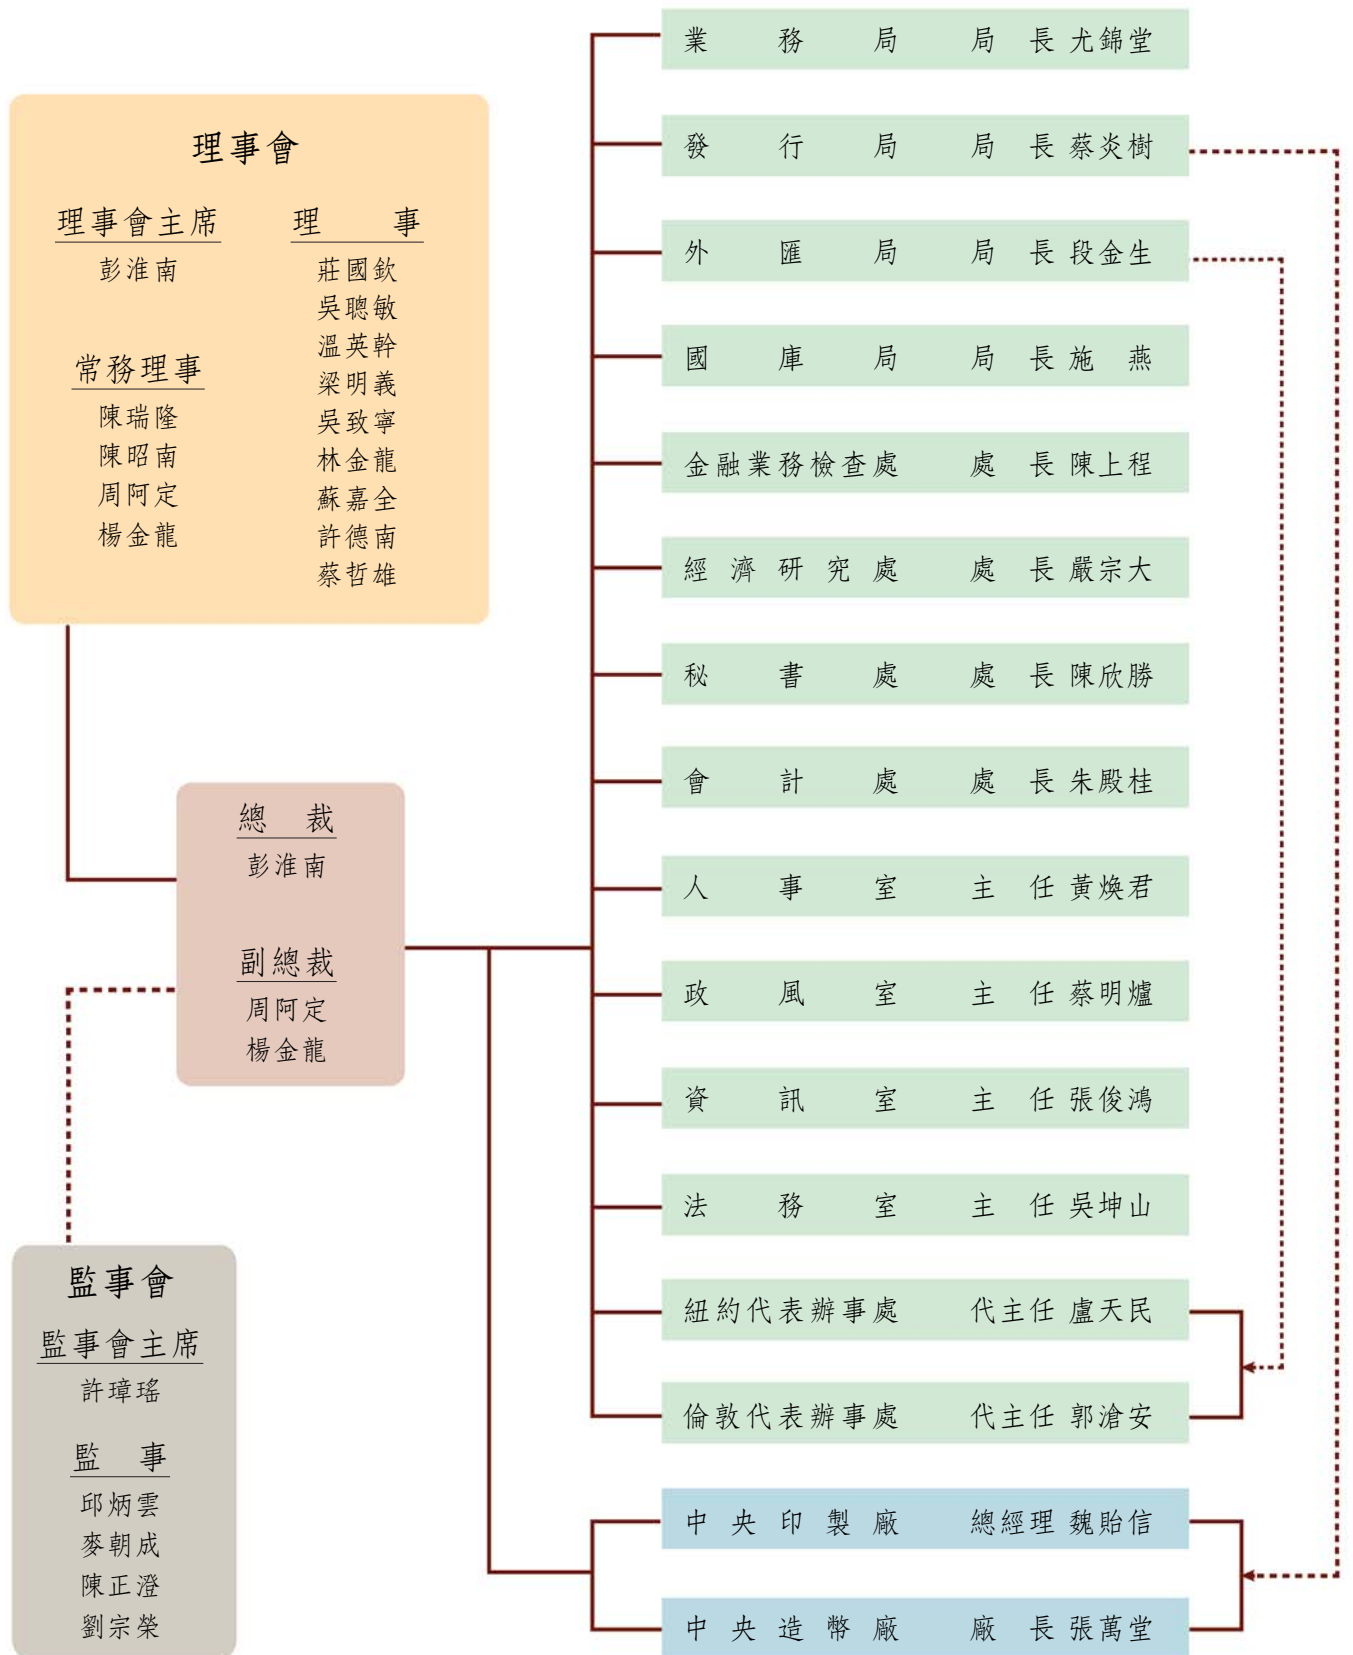 理事會
理事會主席
彭淮南
常務理事
陳瑞隆
陳昭南
周阿定
楊金龍
理 事
莊國欽
吳聰敏
溫英幹
梁明義
吳致寧
林金龍
蘇嘉全
許德南
蔡哲雄
總 裁
彭淮南
副總裁
周阿定
楊金龍
監事會
監事會主席
許璋瑤
監 事
邱炳雲
麥朝成
陳正澄
劉宗榮
業務局 局長 尤錦堂
發行局 局長 蔡炎樹
外匯局 局長 段金生
國庫局 局長 施燕
金融業務檢查處 處長 陳上程
經濟研究處 處長 嚴宗大
秘書處 處長 陳欣勝
會計處 處長 朱殿桂
人事室 主任 黃煥君
政風室 主任 蔡明爐
資訊室 主任 張俊鴻
法務室 主任 吳坤山
紐約代表辦事處 代主任 盧天民
倫敦代表辦事處 代主任 郭滄安
中央印製廠 總經理 魏貽信
中央造幣廠 廠長 張萬堂